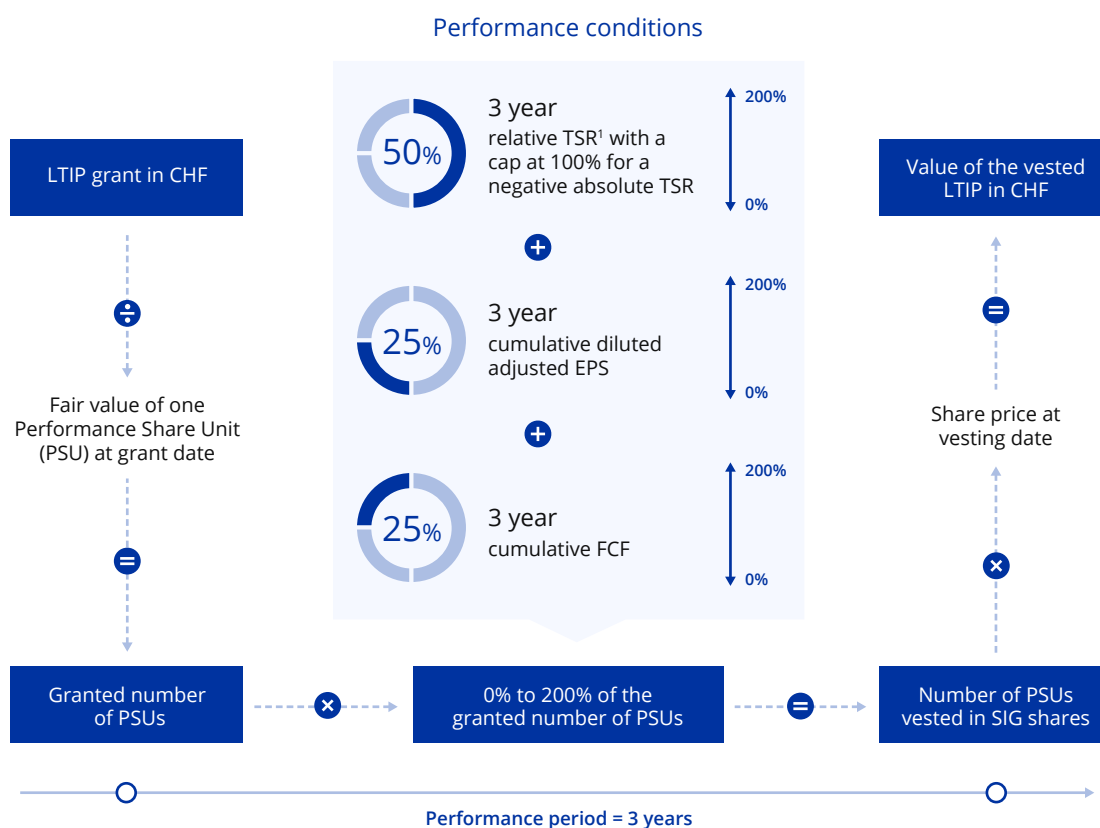 Performance conditions
LTIP grant in CHF
÷
Fair value of one
Performance Share Unit
(PSU) at grant date
=
Granted number
of PSUs
50%
3 year
relative TSR¹ with a
cap at 100% for a
negative absolute TSR
200%
0%
+
25%
3 year
cumulative diluted
adjusted EPS
200%
0%
+
25%
3 year
cumulative FCF
200%
0%
×
0% to 200% of the
granted number of PSUs
=
Number of PSUs
vested in SIG shares
×
Share price at
vesting date
=
Value of the vested
LTIP in CHF
Performance period = 3 years